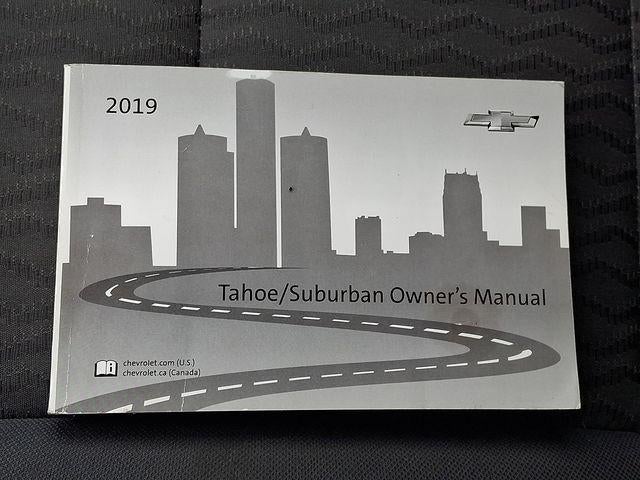 2019
Tahoe/Suburban Owner's Manual
chevrolet.com (U.S.)
chevrolet.ca (Canada)